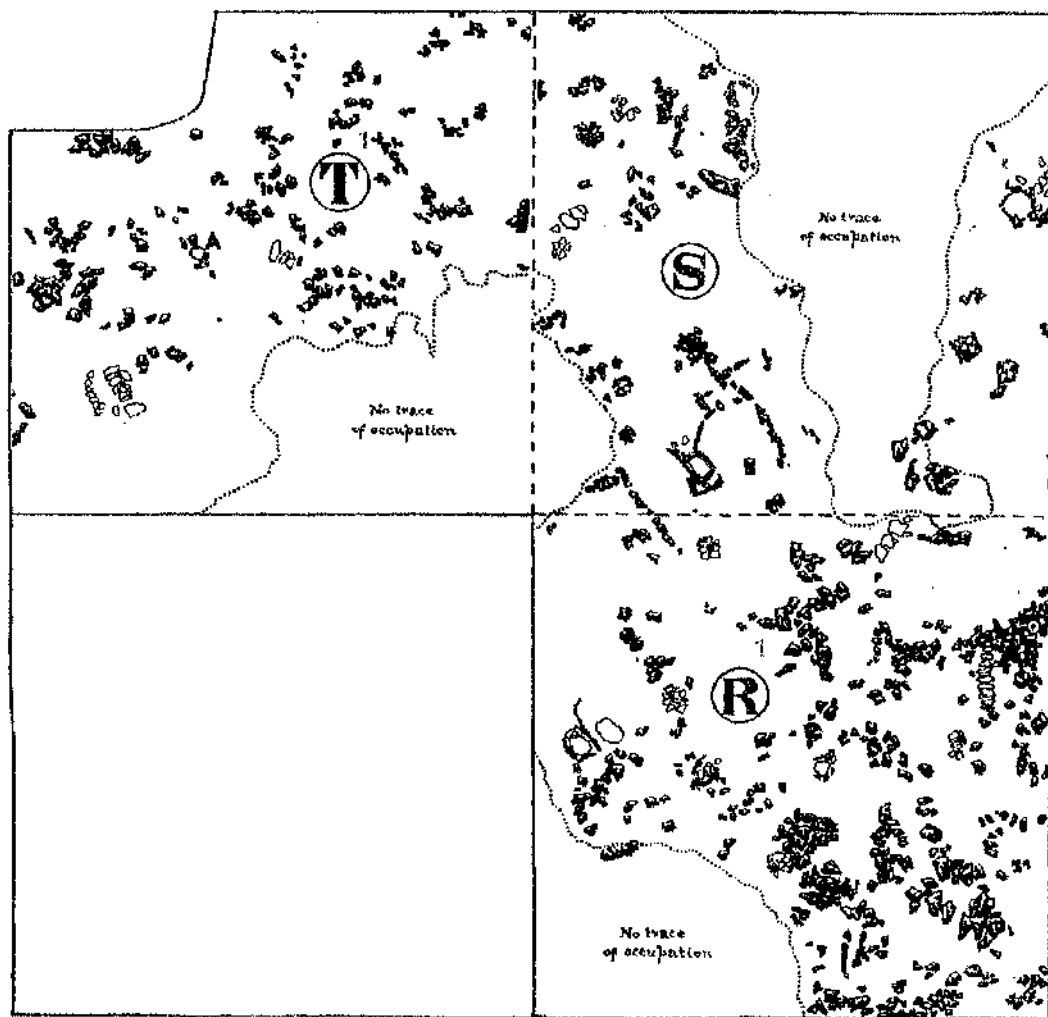 T
No trace
of occupation
A
S
No trace
of occupation
R
No trace
of occupation